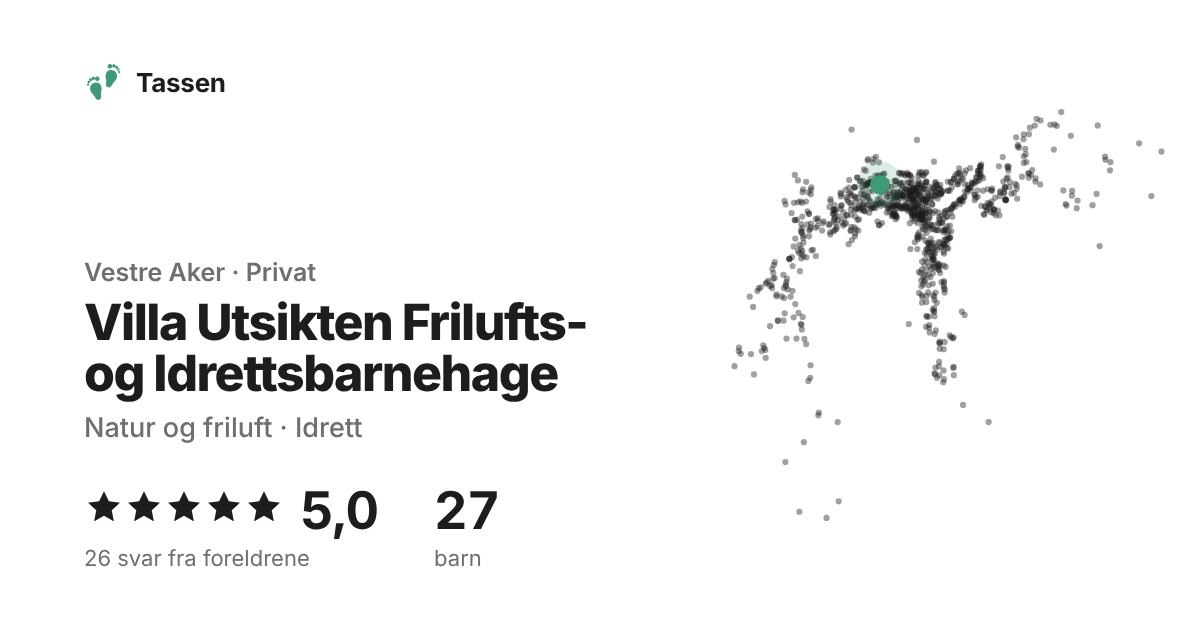 Tassen
Vestre Aker · Privat
Villa Utsikten Frilufts-
og Idrettsbarnehage
Natur og friluft · Idrett
5,0
27
26 svar fra foreldrene
barn